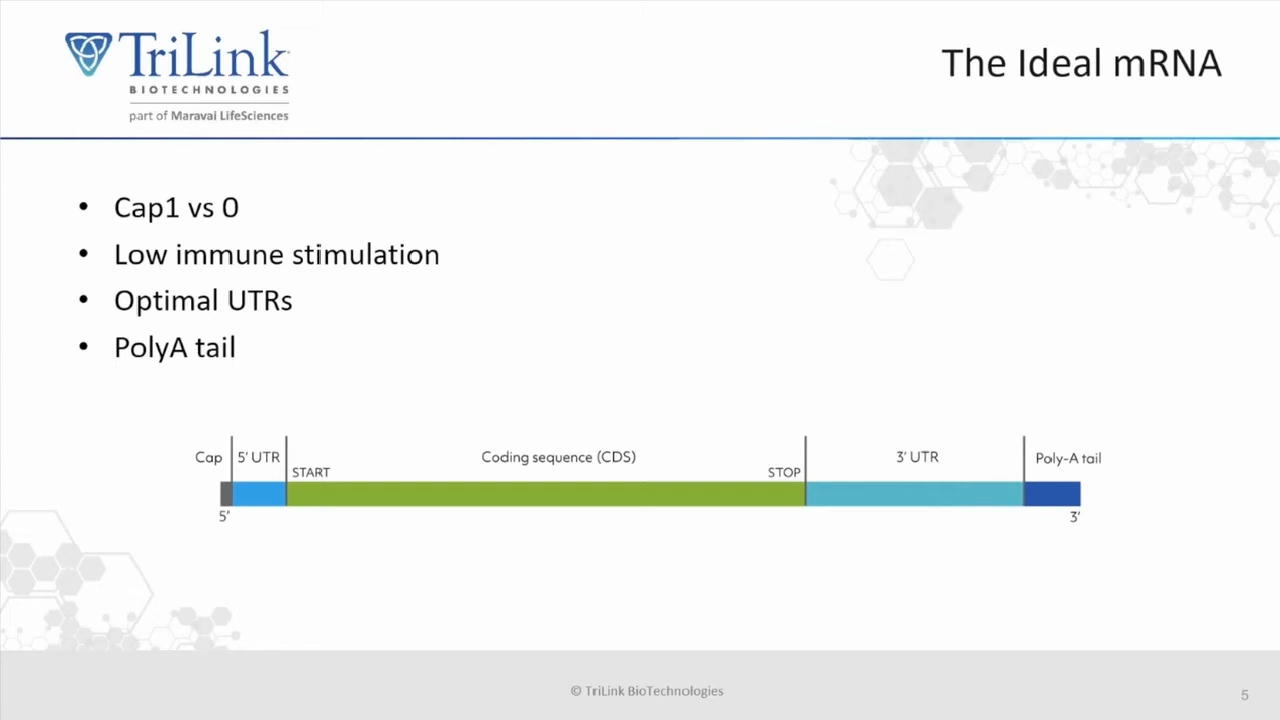 TriLink
BIOTECHNOLOGIES
part of Maravai LifeSciences
The Ideal mRNA
• Cap1 vs 0
• Low immune stimulation
• Optimal UTRs
• PolyA tail
Cap
5' UTR
START
Coding sequence (CDS)
STOP
3' UTR
Poly-A tail
5'
3'
© TriLink BioTechnologies
5